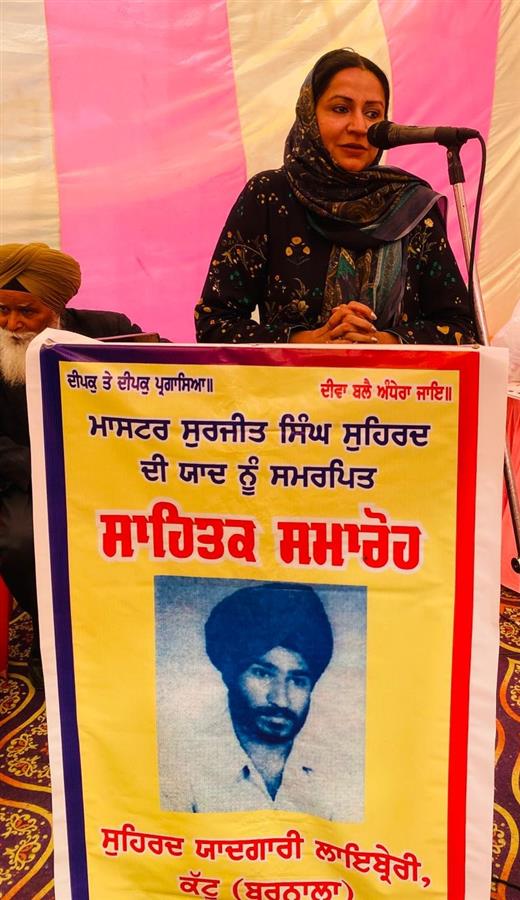 ਦੀਪਕੁ ਤੇ ਦੀਪਕੁ ਪ੍ਰਗਾਸਿਆ॥ ਦੀਵਾ ਬਲੈ ਅੰਧੇਰਾ ਜਾਇ॥
ਮਾਸਟਰ ਸੁਰਜੀਤ ਸਿੰਘ ਸੁਹਿਰਦ
ਦੀ ਯਾਦ ਨੂੰ ਸਮਰਪਿਤ
ਸਾਹਿਤਕ ਸਮਾਰੋਹ
ਸੁਹਿਰਦ ਯਾਦਗਾਰੀ ਲਾਇਬ੍ਰੇਰੀ,
ਕੱਟੂ (ਬਰਨਾਲਾ)